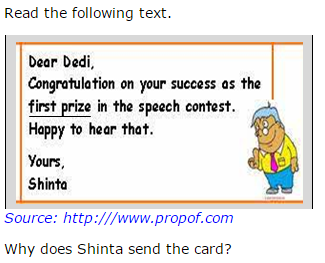 Read the following text.
Dear Dedi,
Congratulation on your success as the
first prize in the speech contest.
Happy to hear that.
Yours,
Shinta
Source: http:///www.propof.com
Why does Shinta send the card?